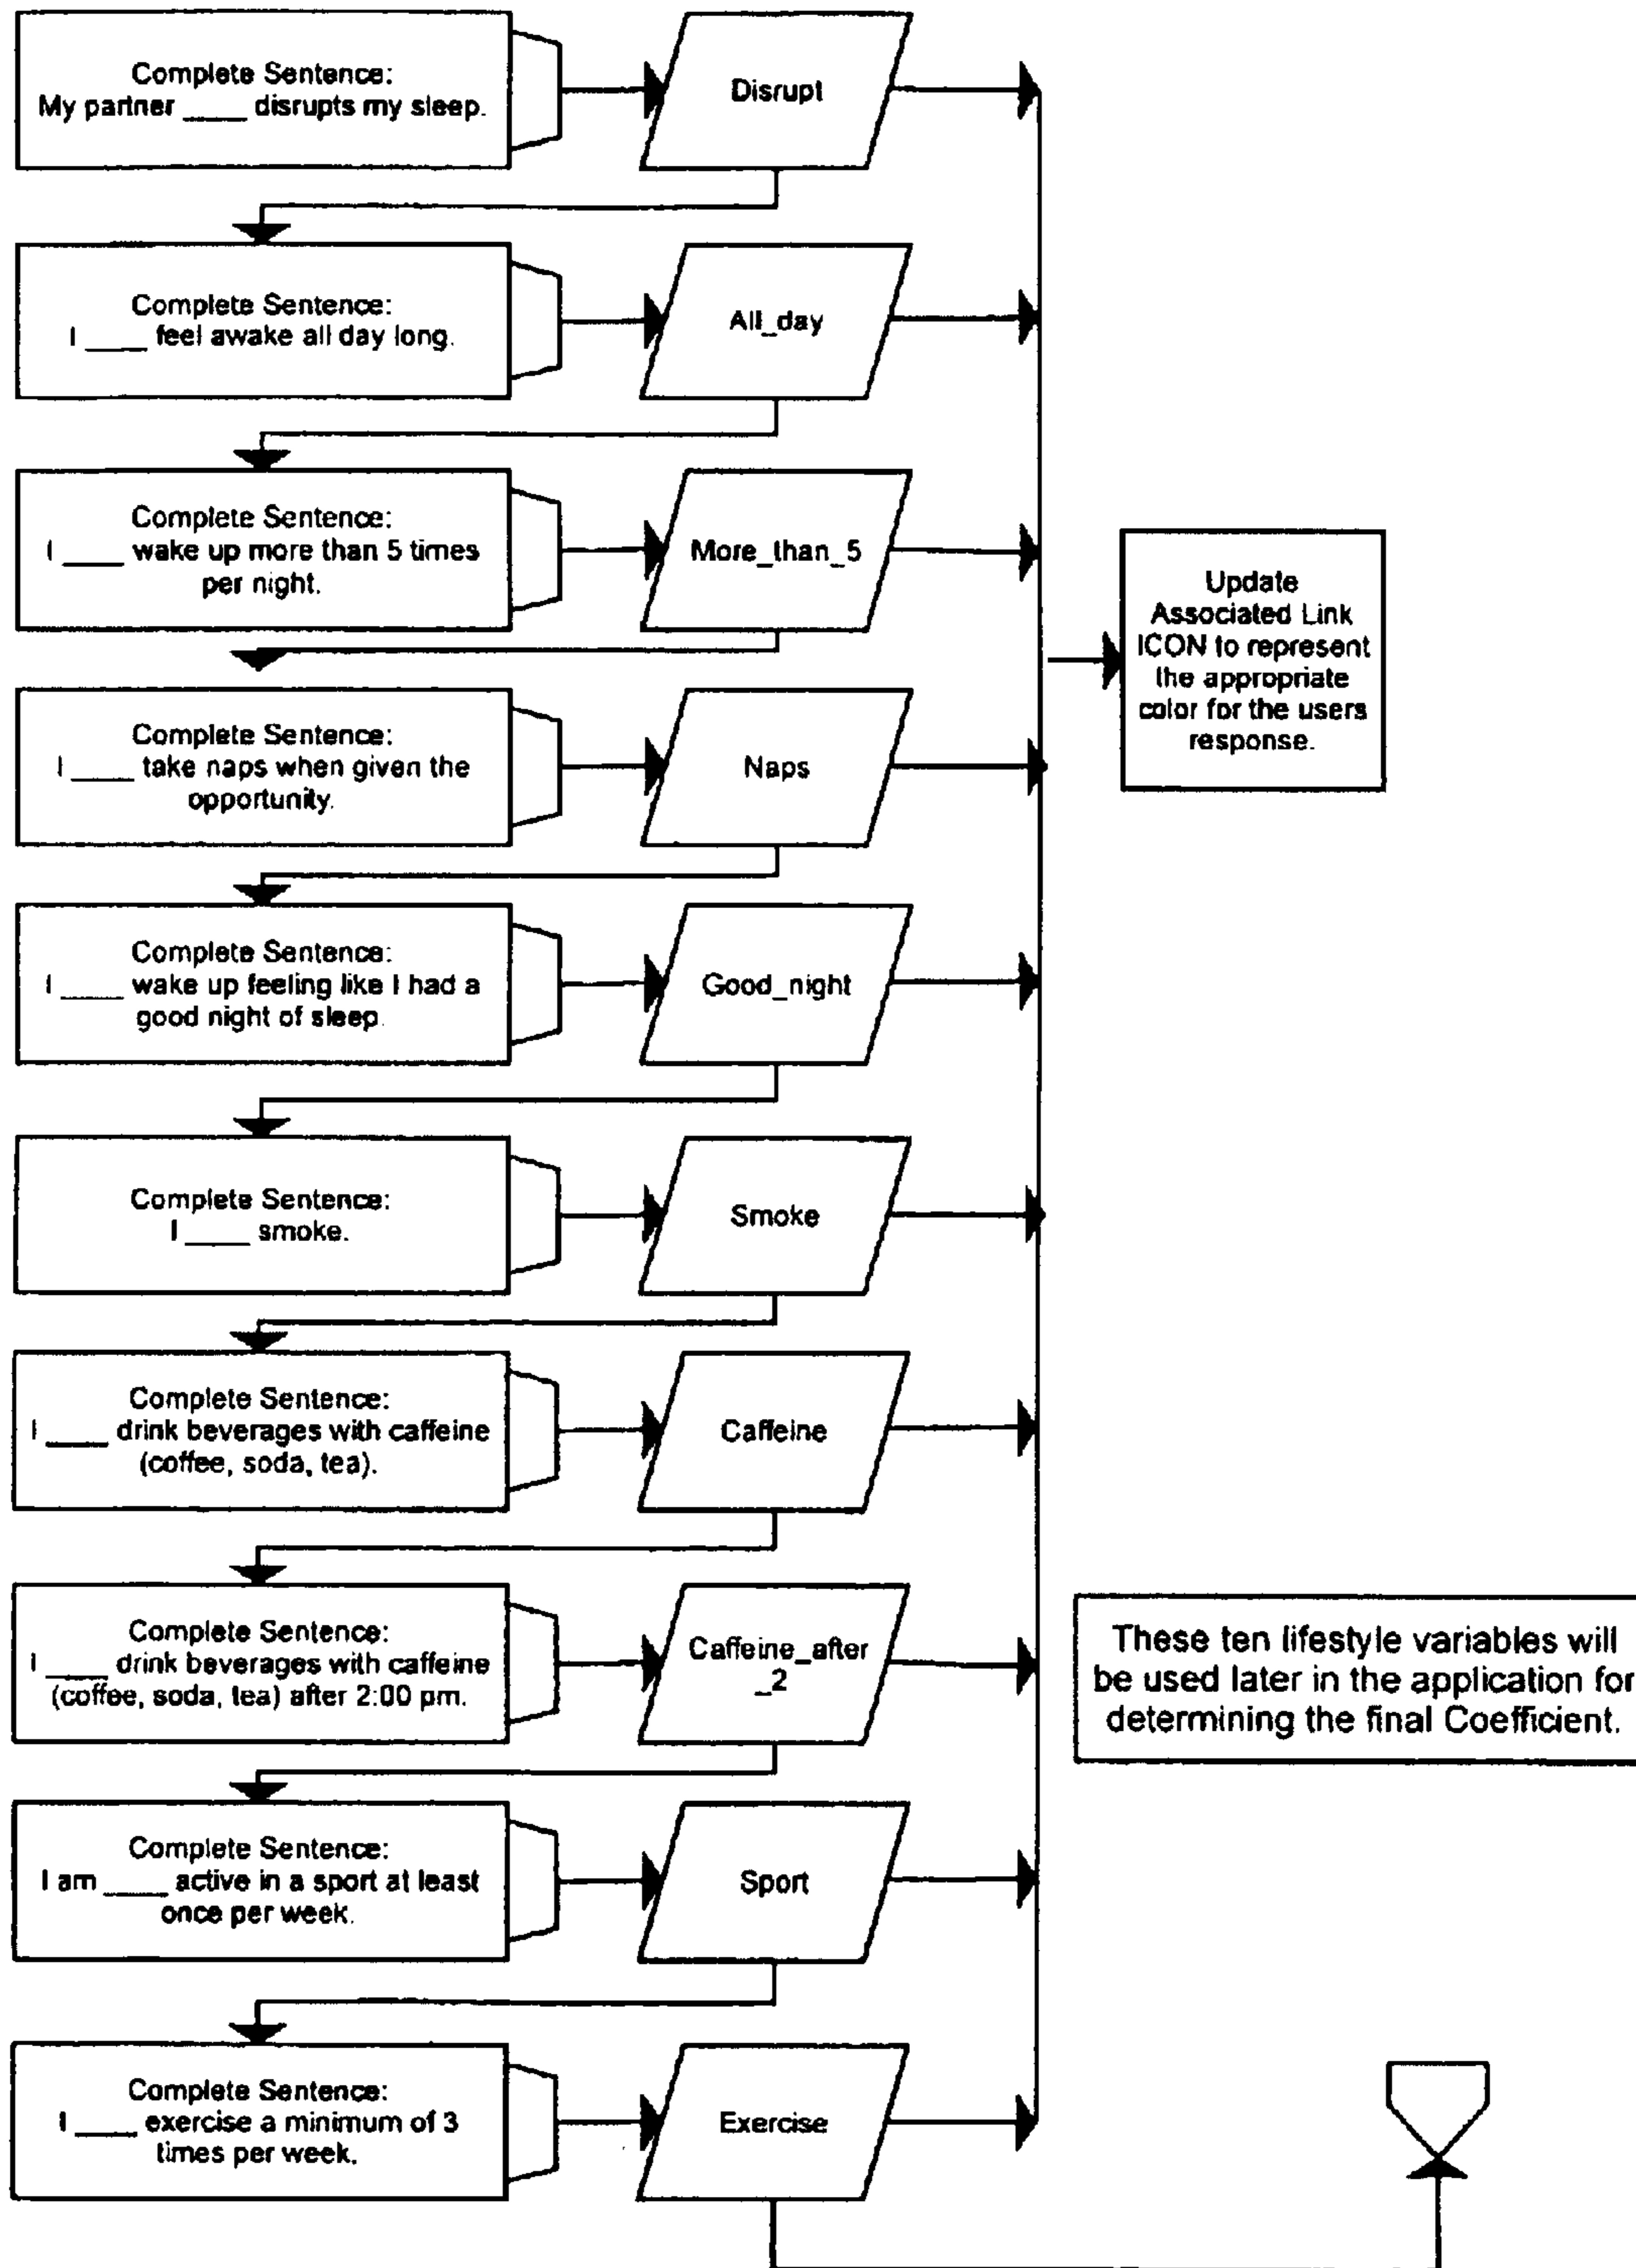 Complete Sentence:
My partner ____ disrupts my sleep.
Disrupt
Complete Sentence:
I ____ feel awake all day long.
All_day
Complete Sentence:
I ____ wake up more than 5 times
per night.
More_than_5
Update
Associated Link
ICON to represent
the appropriate
color for the users
response.
Complete Sentence:
I ____ take naps when given the
opportunity.
Naps
Complete Sentence:
I ____ wake up feeling like I had a
good night of sleep.
Good_night
Complete Sentence:
I ____ smoke.
Smoke
Complete Sentence:
I ____ drink beverages with caffeine
(coffee, soda, tea).
Caffeine
Complete Sentence:
I ____ drink beverages with caffeine
(coffee, soda, tea) after 2:00 pm.
Caffeine_after
_2
These ten lifestyle variables will
be used later in the application for
determining the final Coefficient.
Complete Sentence:
I am ____ active in a sport at least
once per week.
Sport
Complete Sentence:
I ____ exercise a minimum of 3
times per week.
Exercise